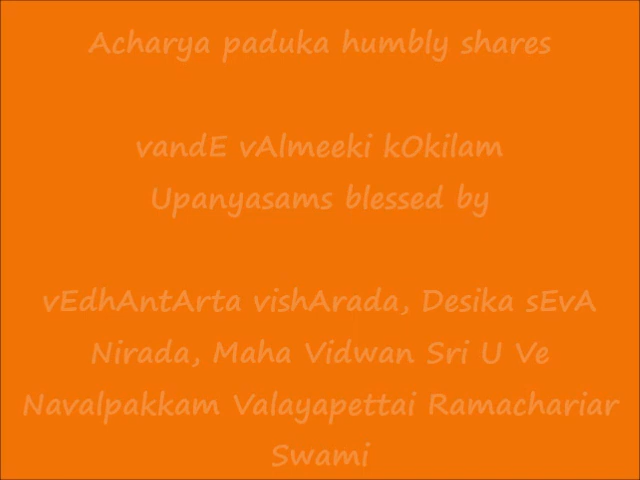 Acharya paduka humbly shares
vandE vAlmeeki kOkilam
Upanyasams blessed by
vEdhAntArta vishArada, Desika sEvA
Nirada, Maha Vidwan Sri U Ve
Navalpakkam Valayapettai Ramachariar
Swami